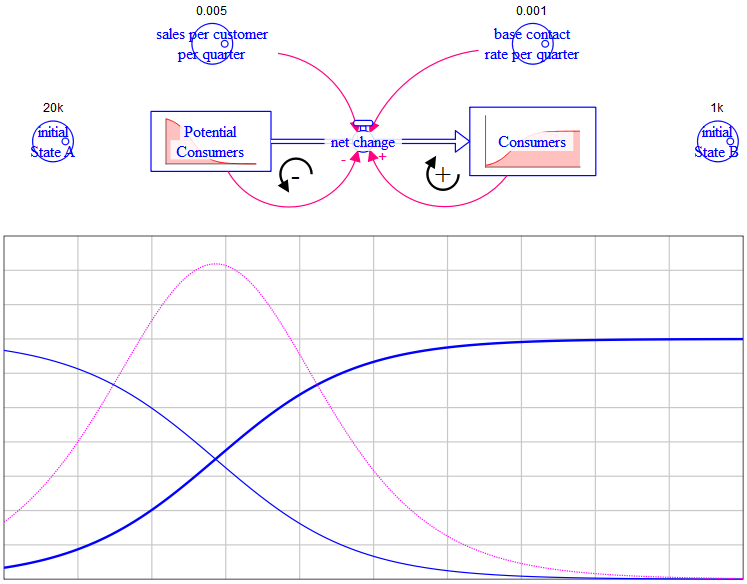 0.005
sales per customer
per quarter
0.001
base contact
rate per quarter
20k
initial
State A
Potential
Consumers
net change
-
+
Consumers
1k
initial
State B
-
+